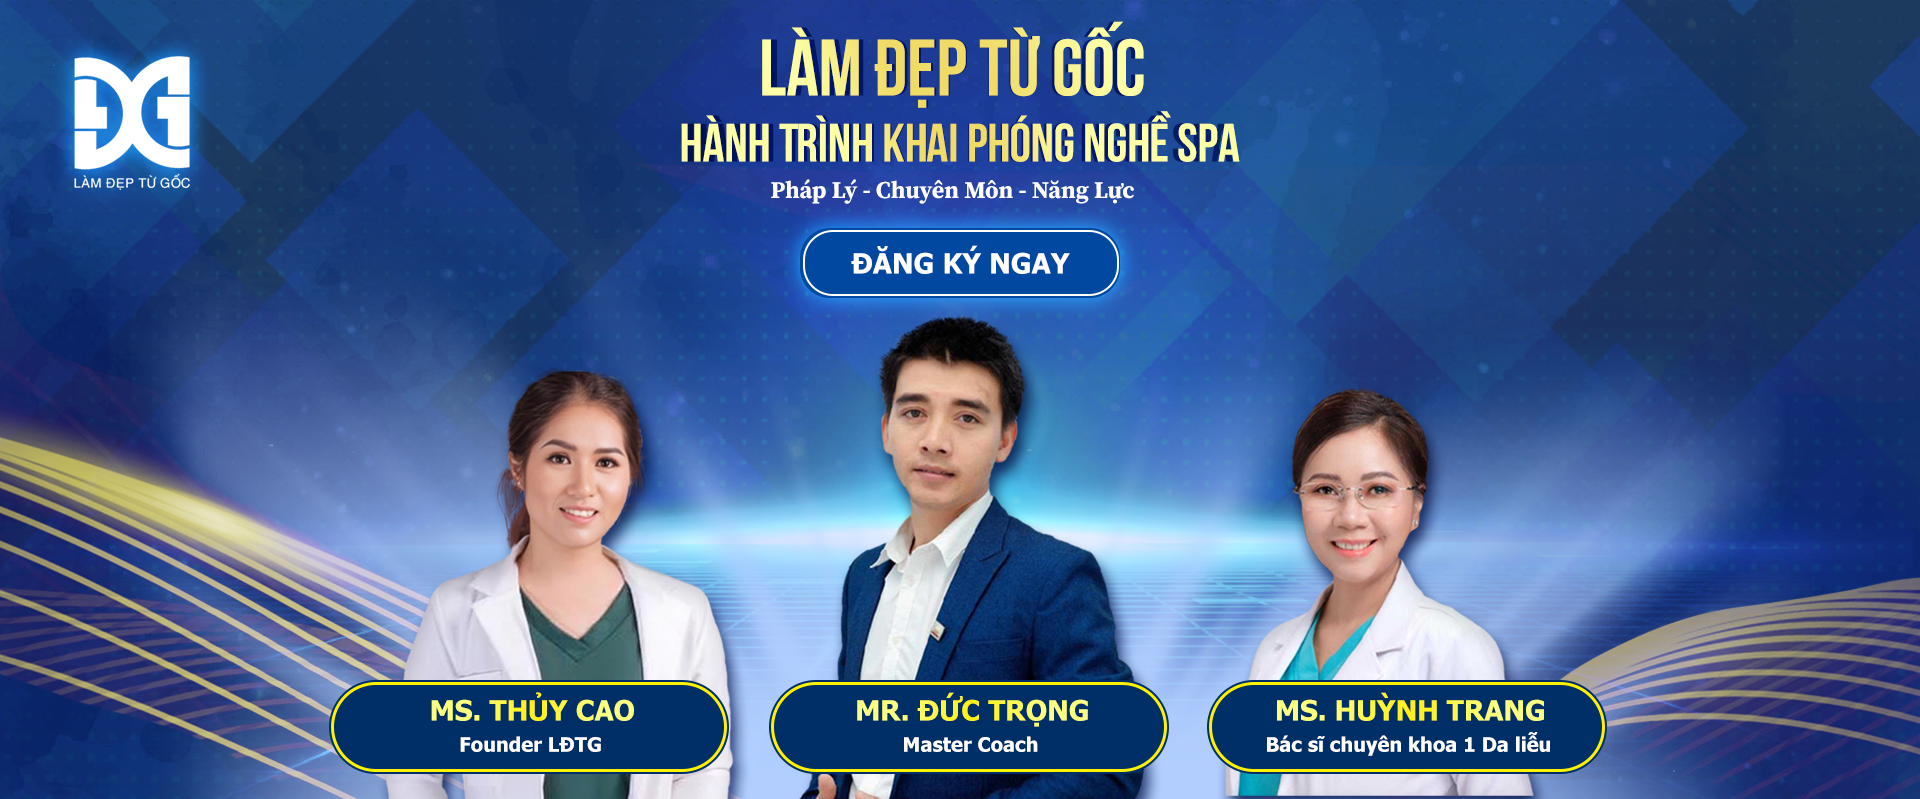 LÀM ĐẸP TỪ GỐC
LÀM ĐẸP TỪ GỐC
HÀNH TRÌNH KHAI PHÓNG NGHỀ SPA
Pháp Lý - Chuyên Môn - Năng Lực
ĐĂNG KÝ NGAY
MS. THỦY CAO
Founder LĐTG
MR. ĐỨC TRỌNG
Master Coach
MS. HUỲNH TRANG
Bác sĩ chuyên khoa 1 Da liễu